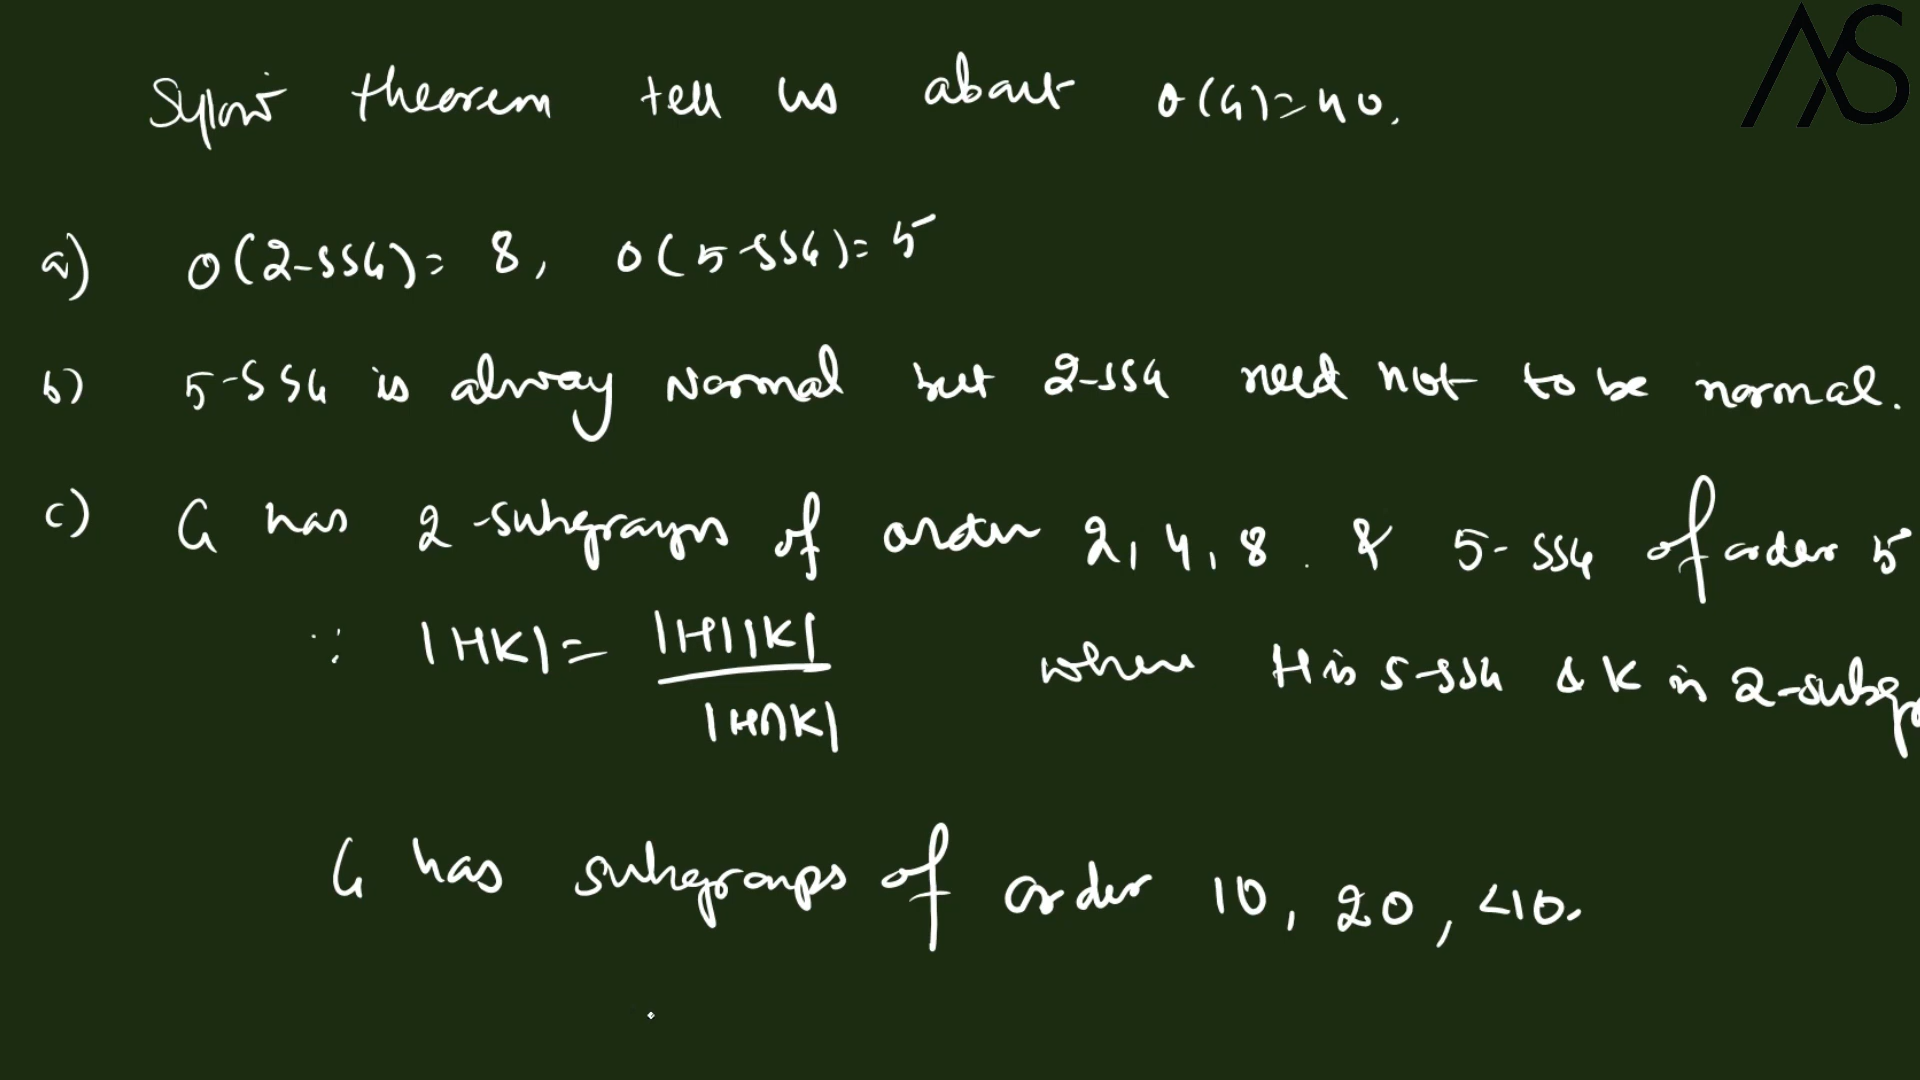 Sylow theorem tell us about O(G)=40.
AS
a) O(2-SSG)= 8, O(5-SSG)=5
b) 5-SSG is alway Normal but 2-SSG need not to be normal.
c) G has 2-subgroups of order 2, 4, 8. & 5-SSG of order 5
∵ |HK|= |H||K| / |H∩K| where H is 5-SSG & K is 2-subgr
G has subgroups of order 10, 20, 40.